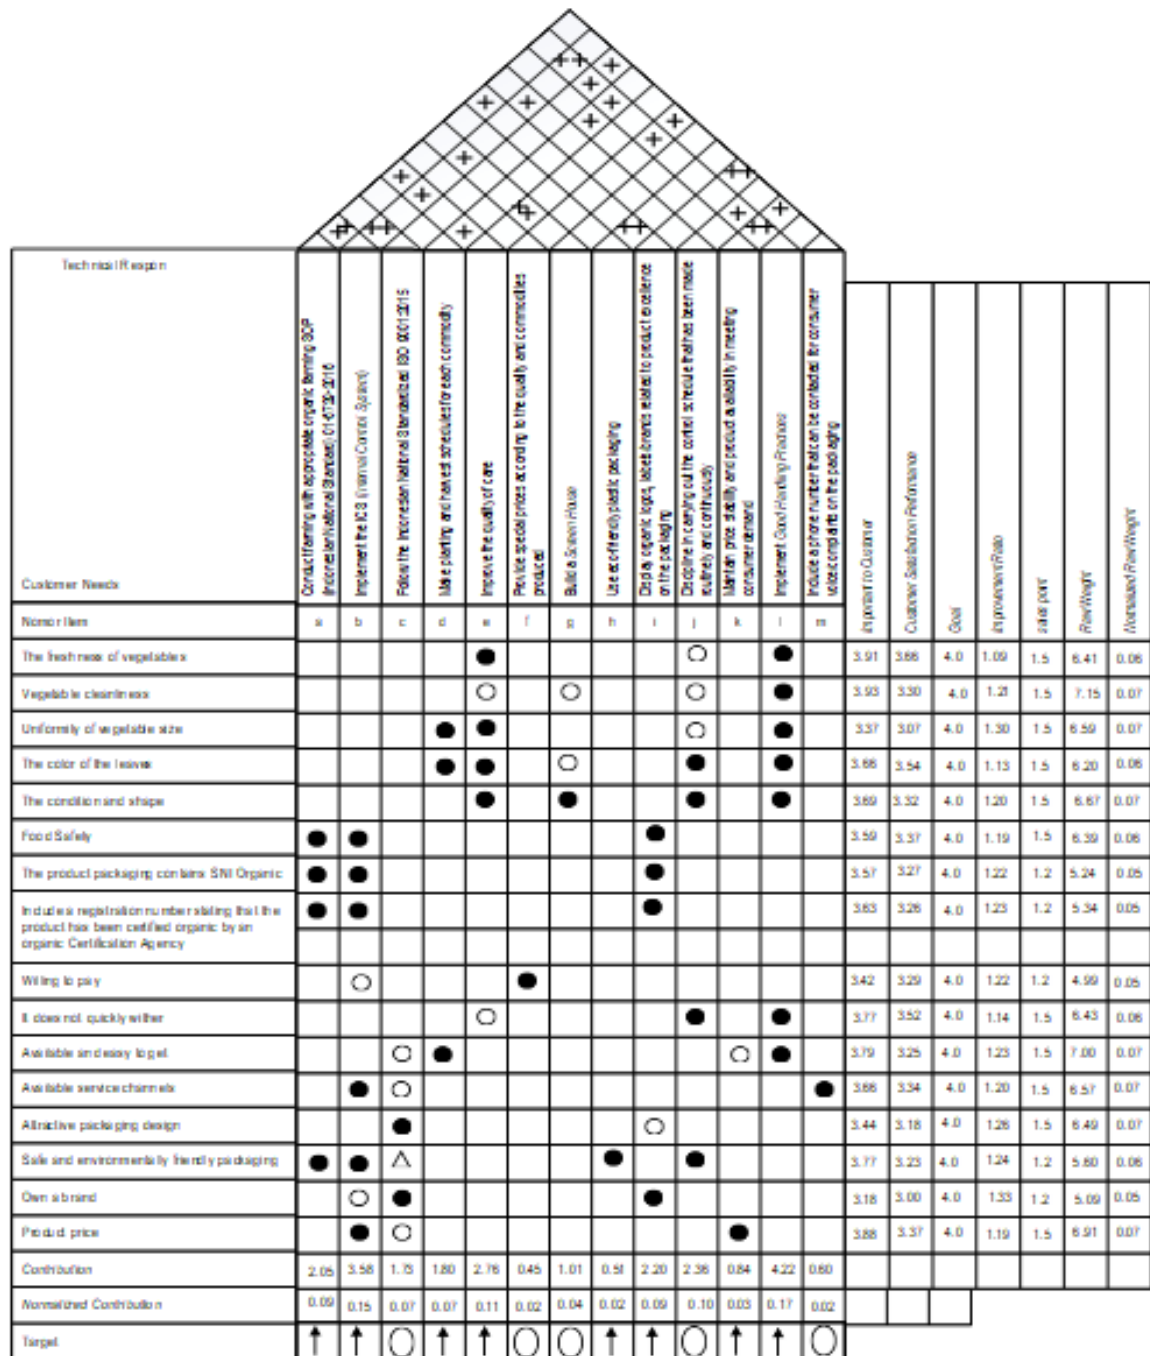 Technical Respon
Customer Needs
Conduct farming with appropriate organic farming SOP
(Indonesian National Standard) 01-6729-2016
Implement the ICS (Internal Control System)
Follow the Indonesian National Standardized ISO 9001:2015
Make planting and harvest schedules for each commodity
Improve the quality of care
Provide special prices according to the quality and commodities
produced
Build a Screen House
Use eco-friendly plastic packaging
Display organic logos, labels-brands related to product excellence
on the packaging
Discipline in carrying out the control schedule that has been made
routinely and continuously
Maintain price stability and product availability in meeting
consumer demand
Implement Good Handling Practices
Include a phone number that can be contacted for consumer
voice complaints on the packaging
Important to Customer
Customer Satisfaction Performance
Goal
Improvement Ratio
sales point
Raw Weight
Normalized Raw Weight
Nomor Item a b c d e f g h i j k l m
The freshness of vegetables 3.91 3.66 4.0 1.09 1.5 6.41 0.06
Vegetable cleanliness 3.93 3.30 4.0 1.21 1.5 7.15 0.07
Uniformity of vegetable size 3.37 3.07 4.0 1.30 1.5 6.59 0.07
The color of the leaves 3.66 3.54 4.0 1.13 1.5 6.20 0.06
The condition and shape 3.69 3.32 4.0 1.20 1.5 6.67 0.07
Food Safety 3.59 3.37 4.0 1.19 1.5 6.39 0.06
The product packaging contains SNI Organic 3.57 3.27 4.0 1.22 1.2 5.24 0.05
Includes a registration number stating that the 3.63 3.26 4.0 1.23 1.2 5.34 0.05
product has been certified organic by an
organic Certification Agency
Willing to pay 3.42 3.29 4.0 1.22 1.2 4.99 0.05
It does not quickly wither 3.77 3.52 4.0 1.14 1.5 6.43 0.06
Available and easy to get 3.79 3.25 4.0 1.23 1.5 7.00 0.07
Available service channels 3.66 3.34 4.0 1.20 1.5 6.57 0.07
Attractive packaging design 3.44 3.18 4.0 1.26 1.5 6.49 0.07
Safe and environmentally friendly packaging 3.77 3.23 4.0 1.24 1.2 5.60 0.06
Own a brand 3.18 3.00 4.0 1.33 1.2 5.09 0.05
Product price 3.88 3.37 4.0 1.19 1.5 6.91 0.07
Contribution 2.05 3.58 1.73 1.80 2.76 0.45 1.01 0.51 2.20 2.36 0.84 4.22 0.60
Normalized Contribution 0.09 0.15 0.07 0.07 0.11 0.02 0.04 0.02 0.09 0.10 0.03 0.17 0.02
Target